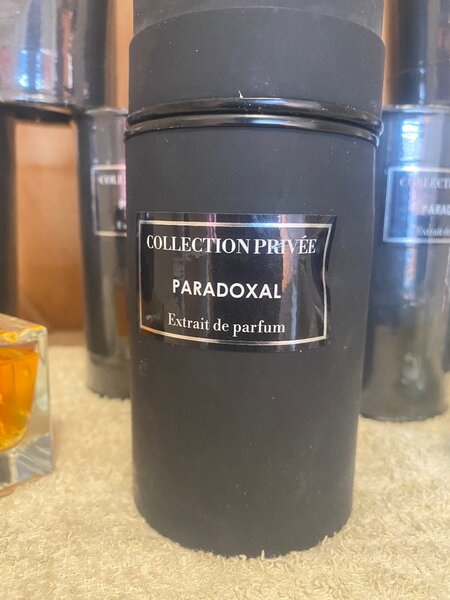 COLLECTION PRIVÉE
PARADOXAL
Extrait de parfum